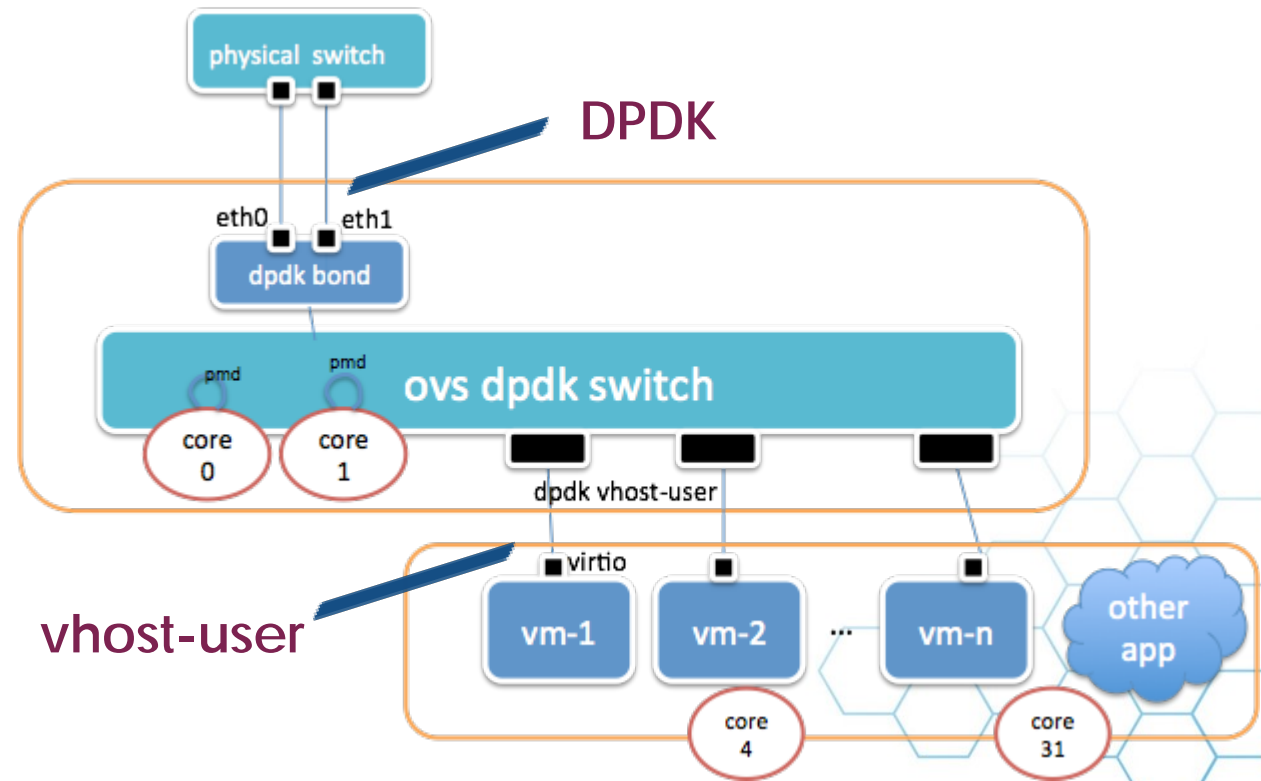 physical switch
DPDK
eth0
eth1
dpdk bond
pmd
pmd
ovs dpdk switch
core
0
core
1
dpdk vhost-user
virtio
vhost-user
vm-1
vm-2
...
vm-n
other
app
core
4
core
31